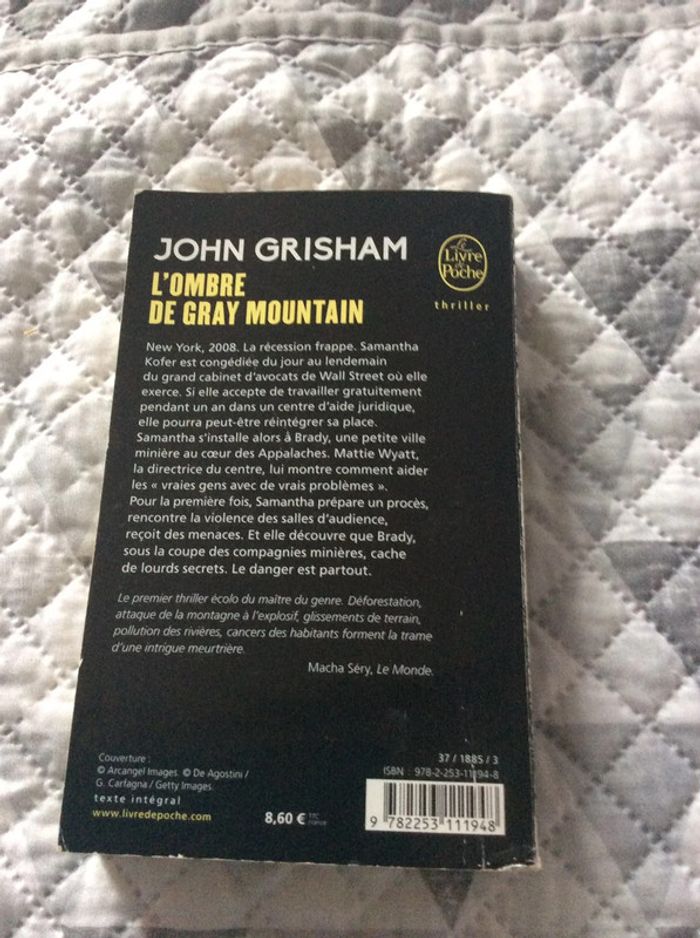 JOHN GRISHAM
L'OMBRE
DE GRAY MOUNTAIN
Le
Livre
de
Poche
thriller
New York, 2008. La récession frappe. Samantha
Kofer est congédiée du jour au lendemain
du grand cabinet d'avocats de Wall Street où elle
exerce. Si elle accepte de travailler gratuitement
pendant un an dans un centre d'aide juridique,
elle pourra peut-être réintégrer sa place.
Samantha s'installe alors à Brady, une petite ville
minière au cœur des Appalaches. Mattie Wyatt,
la directrice du centre, lui montre comment aider
les « vraies gens avec de vrais problèmes ».
Pour la première fois, Samantha prépare un procès,
rencontre la violence des salles d'audience,
reçoit des menaces. Et elle découvre que Brady,
sous la coupe des compagnies minières, cache
de lourds secrets. Le danger est partout.
Le premier thriller écolo du maître du genre. Déforestation,
attaque de la montagne à l'explosif, glissements de terrain,
pollution des rivières, cancers des habitants forment la trame
d'une intrigue meurtrière.
Macha Séry, Le Monde.
Couverture :
© Arcangel Images. © De Agostini /
G. Carfagna / Getty Images.
texte intégral
www.livredepoche.com
8,60 € TTC
France
37 / 1885 / 3
ISBN : 978-2-253-11194-8
9 782253 111948